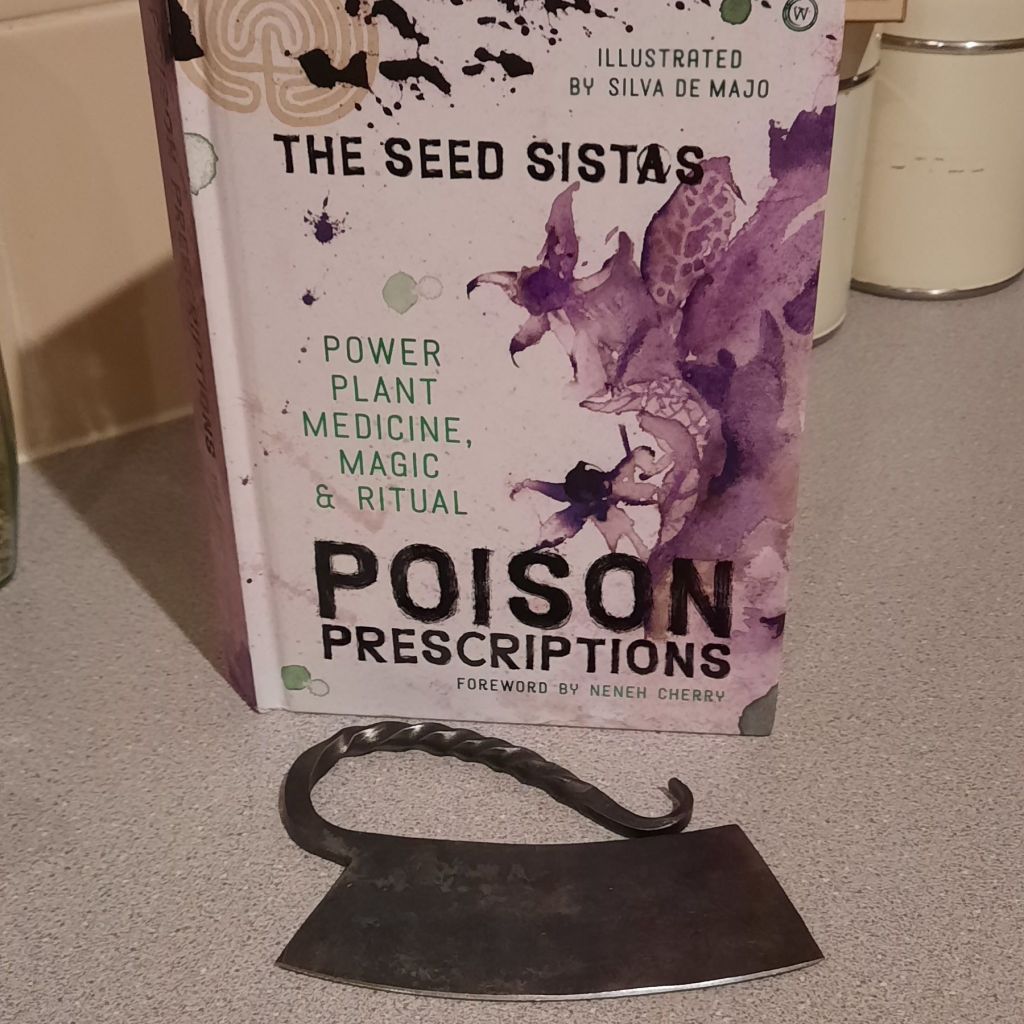 W
ILLUSTRATED
BY SILVA DE MAJO
THE SEED SISTAS
POWER
PLANT
MEDICINE,
MAGIC
& RITUAL
POISON
PRESCRIPTIONS
FOREWORD BY NENEH CHERRY